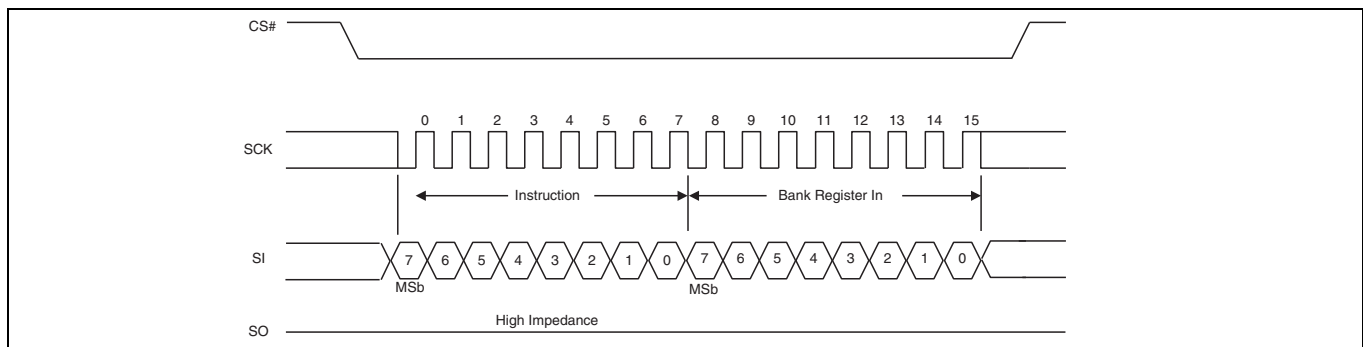 CS#
0 1 2 3 4 5 6 7 8 9 10 11 12 13 14 15
SCK
Instruction Bank Register In
SI 7 6 5 4 3 2 1 0 7 6 5 4 3 2 1 0
MSb MSb
High Impedance
SO